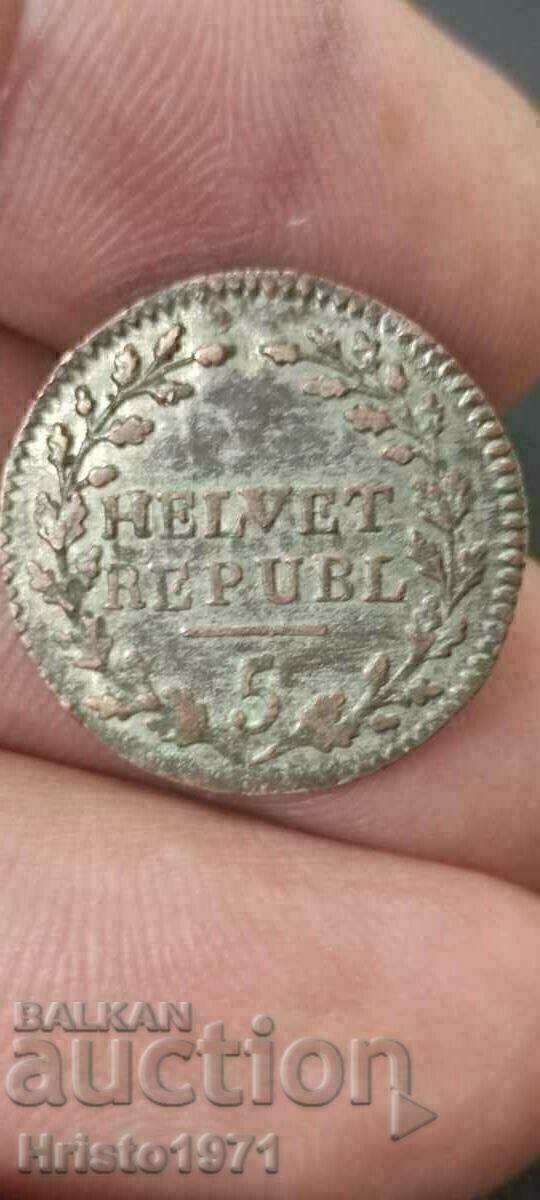 HELVET
REPUBL
5
BALKAN
auction
Hristo1971